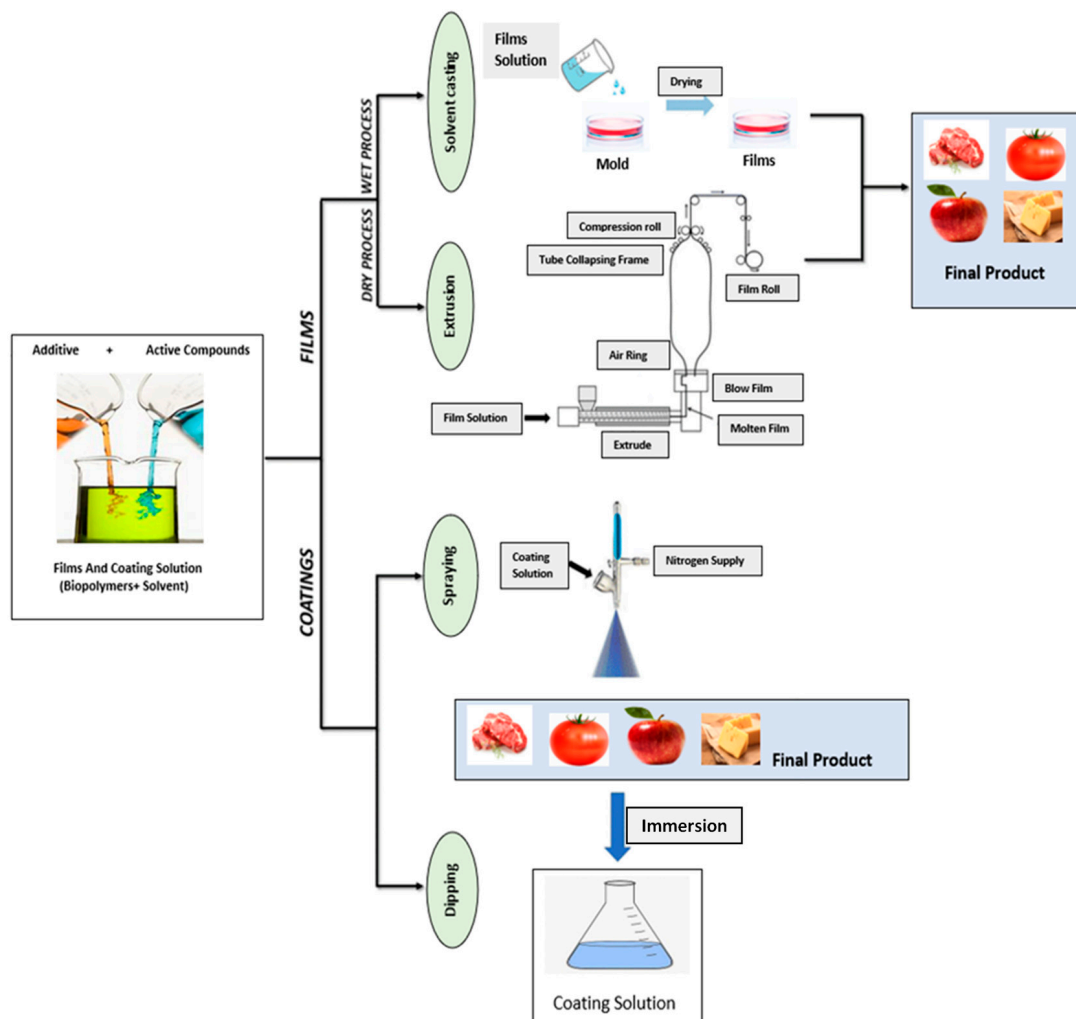 Additive + Active Compounds
Films And Coating Solution
(Biopolymers+ Solvent)
FILMS
COATINGS
WET PROCESS
DRY PROCESS
Solvent casting
Films
Solution
Drying
Mold
Films
Extrusion
Compression roll
Tube Collapsing Frame
Film Roll
Air Ring
Blow Film
Film Solution
Molten Film
Extrude
Final Product
Spraying
Coating
Solution
Nitrogen Supply
Final Product
Immersion
Dipping
Coating Solution